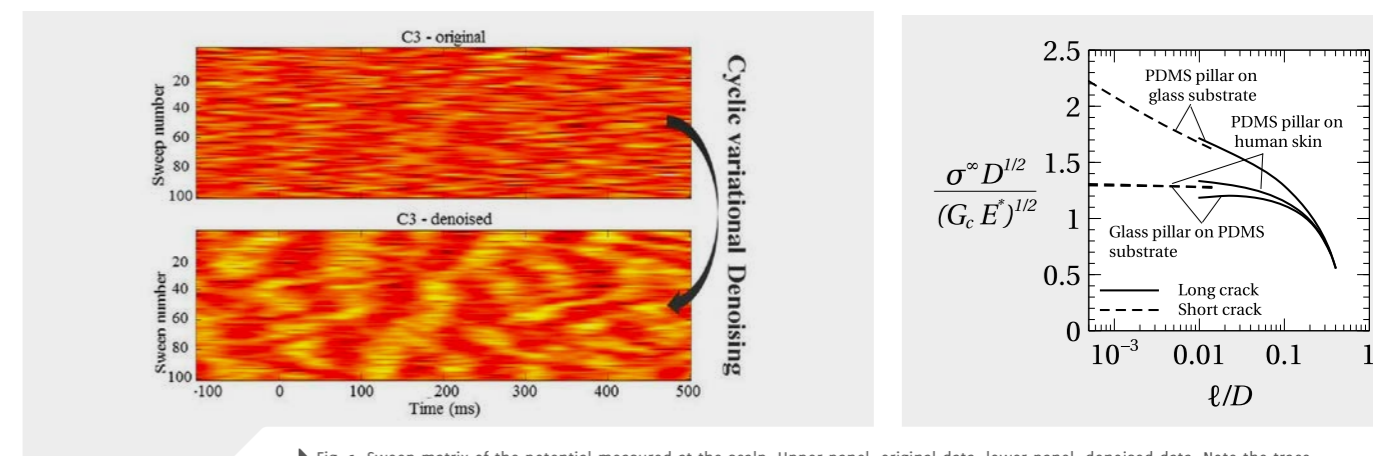 C3 - original
Sweep number
20
40
60
80
100
C3 - denoised
Sweep number
20
40
60
80
100
-100 0 100 200 300 400 500
Time (ms)
Cyclic variational Denoising
2.5
2
1.5
1
0.5
0
σ^∞ D^1/2
(G_c E^*)^1/2
PDMS pillar on
glass substrate
PDMS pillar on
human skin
Glass pillar on PDMS
substrate
Long crack
Short crack
10^−3 0.01 0.1 1
ℓ/D
Sweep matrix of the potential measured at the scalp. Upper panel, original data, lower panel, denoised data. Note the trace